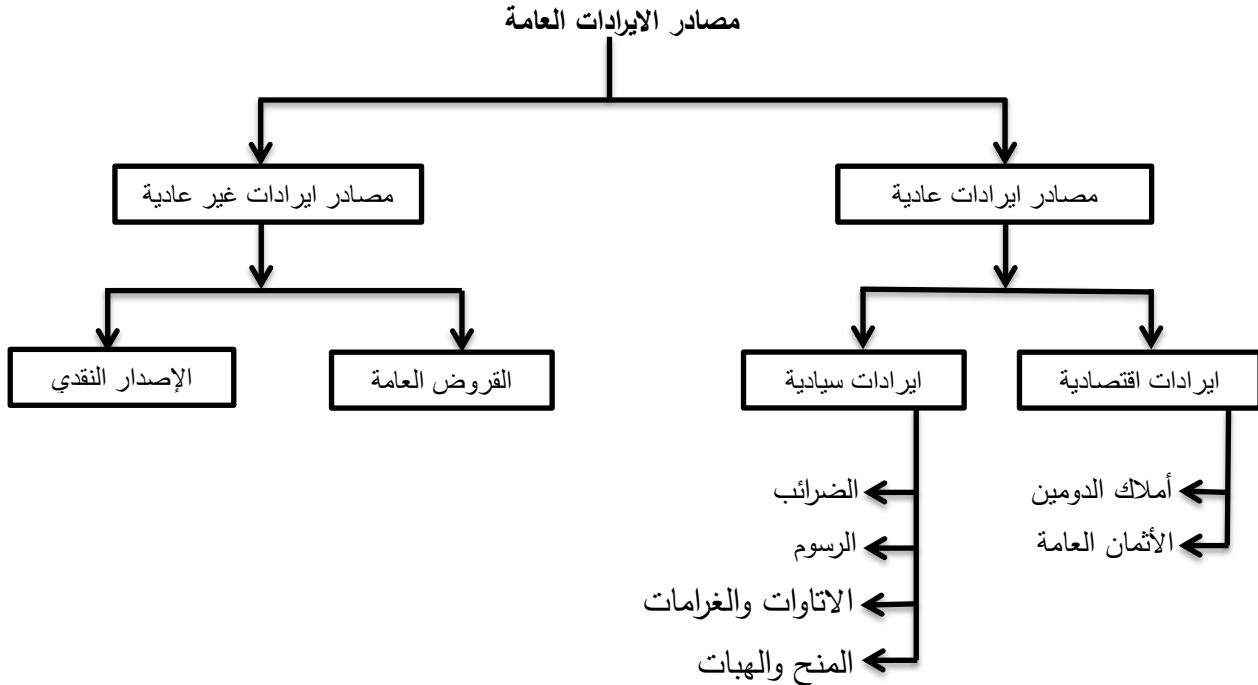 مصادر الايرادات العامة
مصادر ايرادات عادية
مصادر ايرادات غير عادية
ايرادات اقتصادية
ايرادات سيادية
القروض العامة
الإصدار النقدي
أملاك الدومين
الأثمان العامة
الضرائب
الرسوم
الاتاوات والغرامات
المنح والهبات